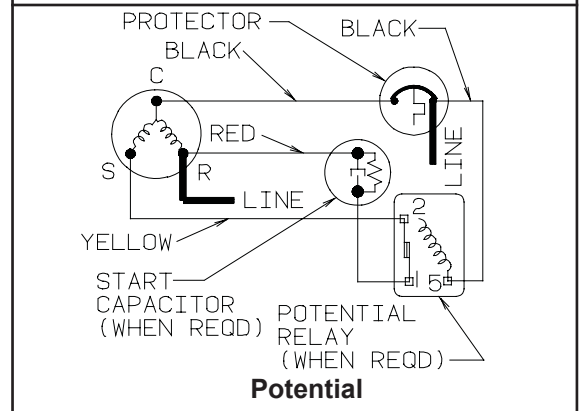 PROTECTOR
BLACK
BLACK
C
RED
S
R
LINE
LINE
2
YELLOW
1
5
START
CAPACITOR
(WHEN REQD)
POTENTIAL
RELAY
(WHEN REQD)
Potential